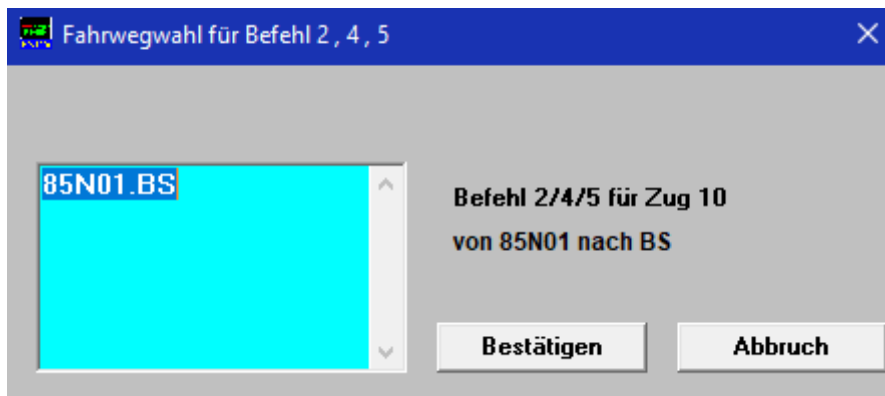 Fahrwegwahl für Befehl 2 , 4 , 5
85N01.BS
Befehl 2/4/5 für Zug 10
von 85N01 nach BS
Bestätigen
Abbruch